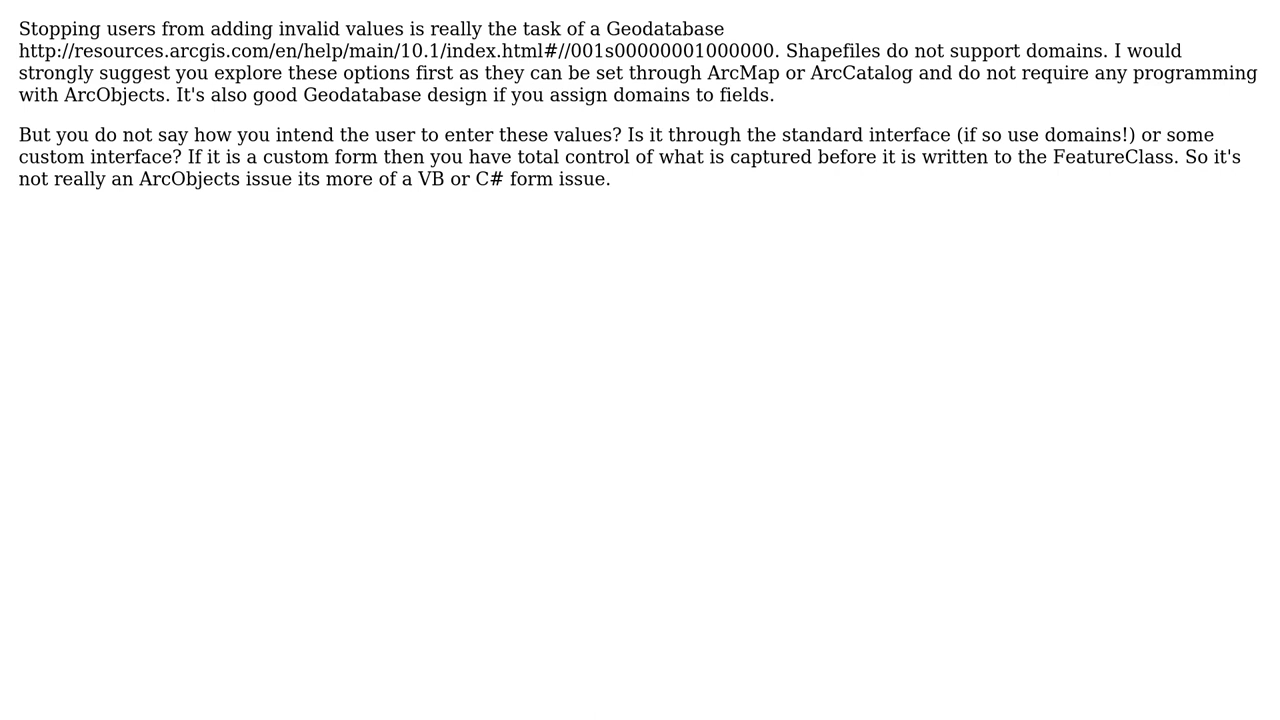 Stopping users from adding invalid values is really the task of a Geodatabase
http://resources.arcgis.com/en/help/main/10.1/index.html#//001s00000001000000. Shapefiles do not support domains. I would
strongly suggest you explore these options first as they can be set through ArcMap or ArcCatalog and do not require any programming
with ArcObjects. It's also good Geodatabase design if you assign domains to fields.
But you do not say how you intend the user to enter these values? Is it through the standard interface (if so use domains!) or some
custom interface? If it is a custom form then you have total control of what is captured before it is written to the FeatureClass. So it's
not really an ArcObjects issue its more of a VB or C# form issue.